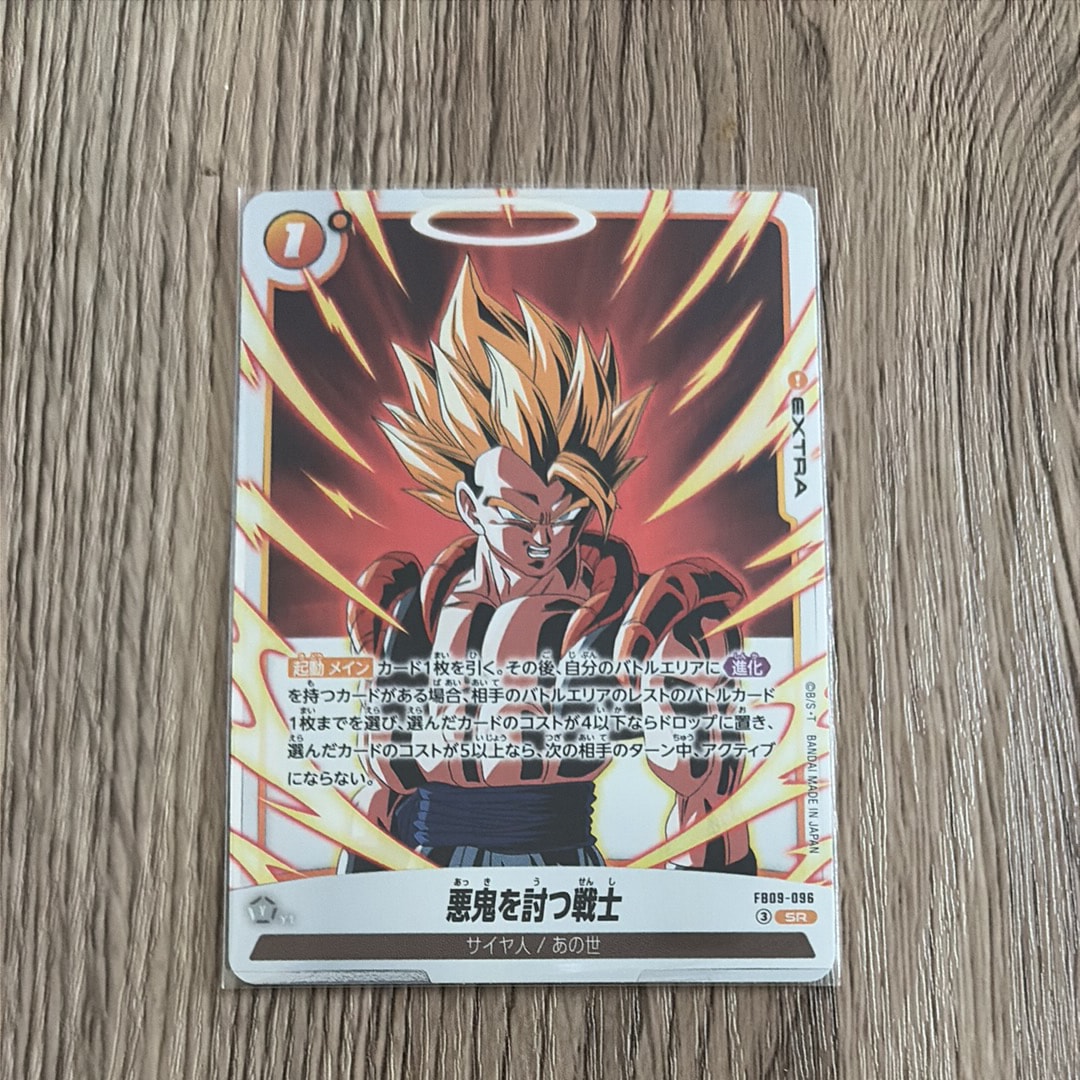 1
EXTRA
起動 メイン カード1枚を引く。その後、自分のバトルエリアに 進化
を持つカードがある場合、相手のバトルエリアのレストのバトルカード
1枚までを選び、選んだカードのコストが4以下ならドロップに置き、
選んだカードのコストが5以上なら、次の相手のターン中、アクティブ
にならない。
©B/S・T BANDAI MADE IN JAPAN
悪鬼を討つ戦士
FB09-096
③ SR
サイヤ人 / あの世